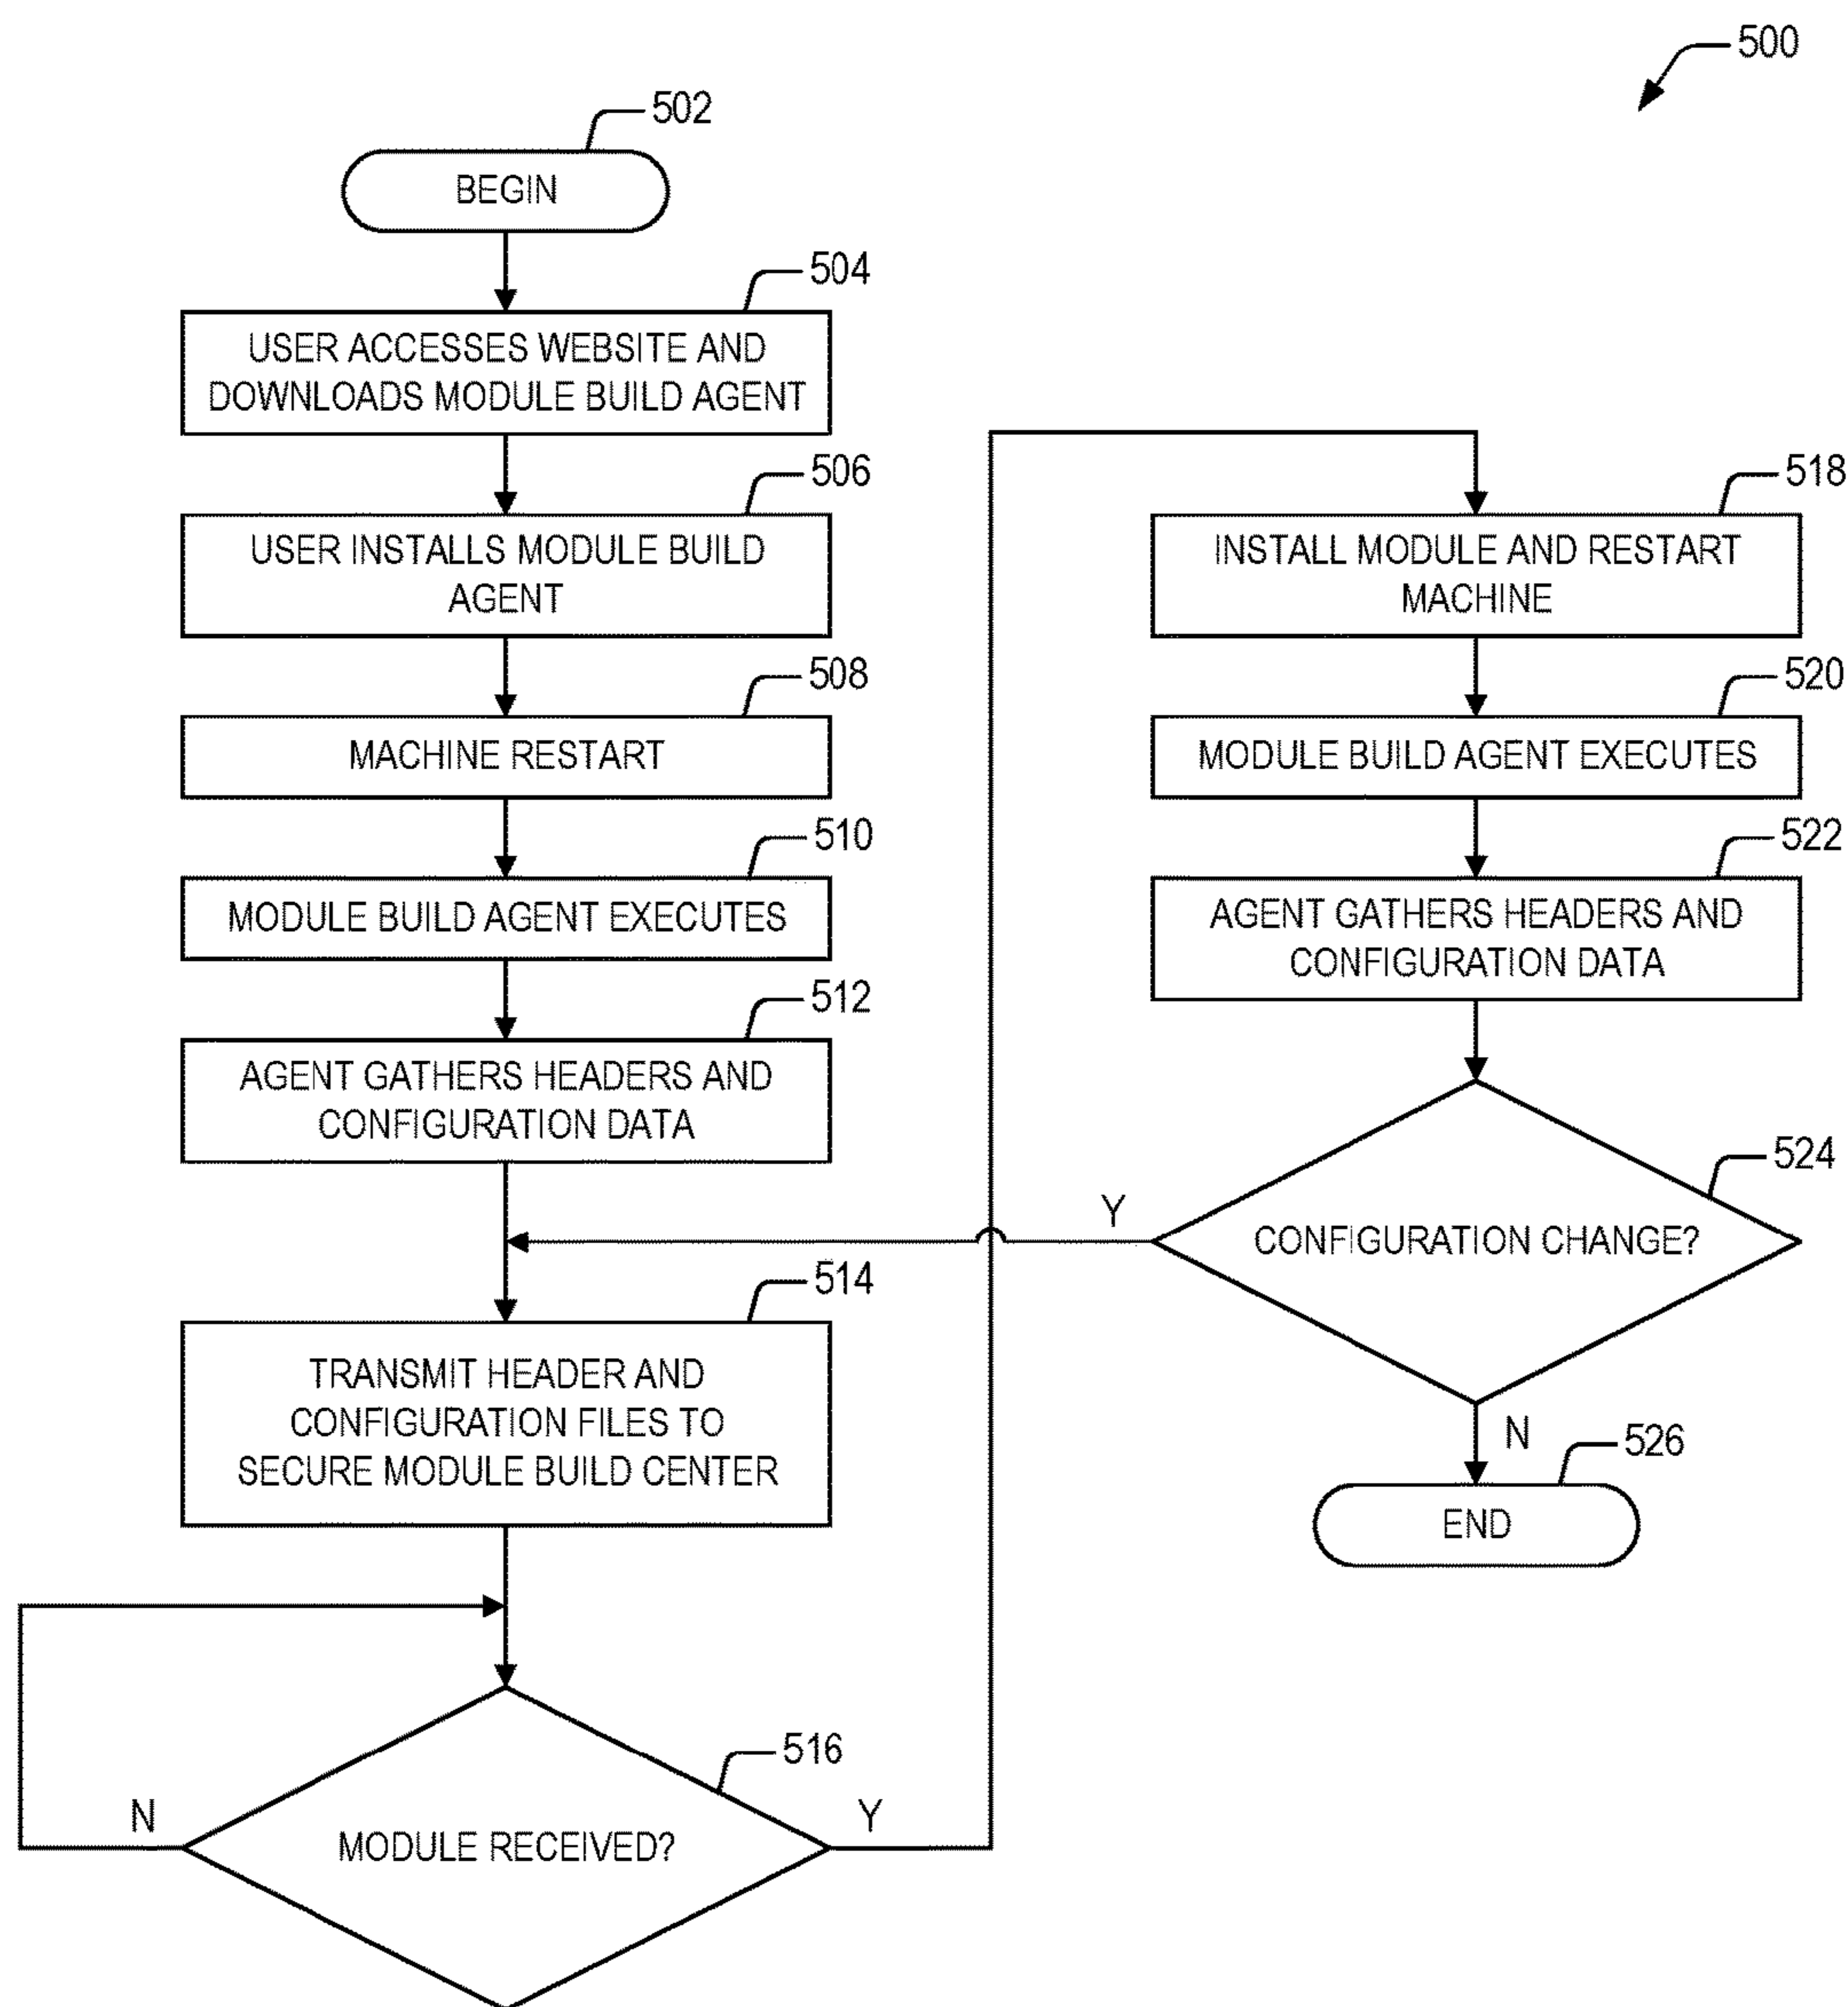 500
502
BEGIN
504
USER ACCESSES WEBSITE AND
DOWNLOADS MODULE BUILD AGENT
506
USER INSTALLS MODULE BUILD
AGENT
508
MACHINE RESTART
510
MODULE BUILD AGENT EXECUTES
512
AGENT GATHERS HEADERS AND
CONFIGURATION DATA
514
TRANSMIT HEADER AND
CONFIGURATION FILES TO
SECURE MODULE BUILD CENTER
516
N
MODULE RECEIVED?
Y
518
INSTALL MODULE AND RESTART
MACHINE
520
MODULE BUILD AGENT EXECUTES
522
AGENT GATHERS HEADERS AND
CONFIGURATION DATA
524
Y
CONFIGURATION CHANGE?
N
526
END